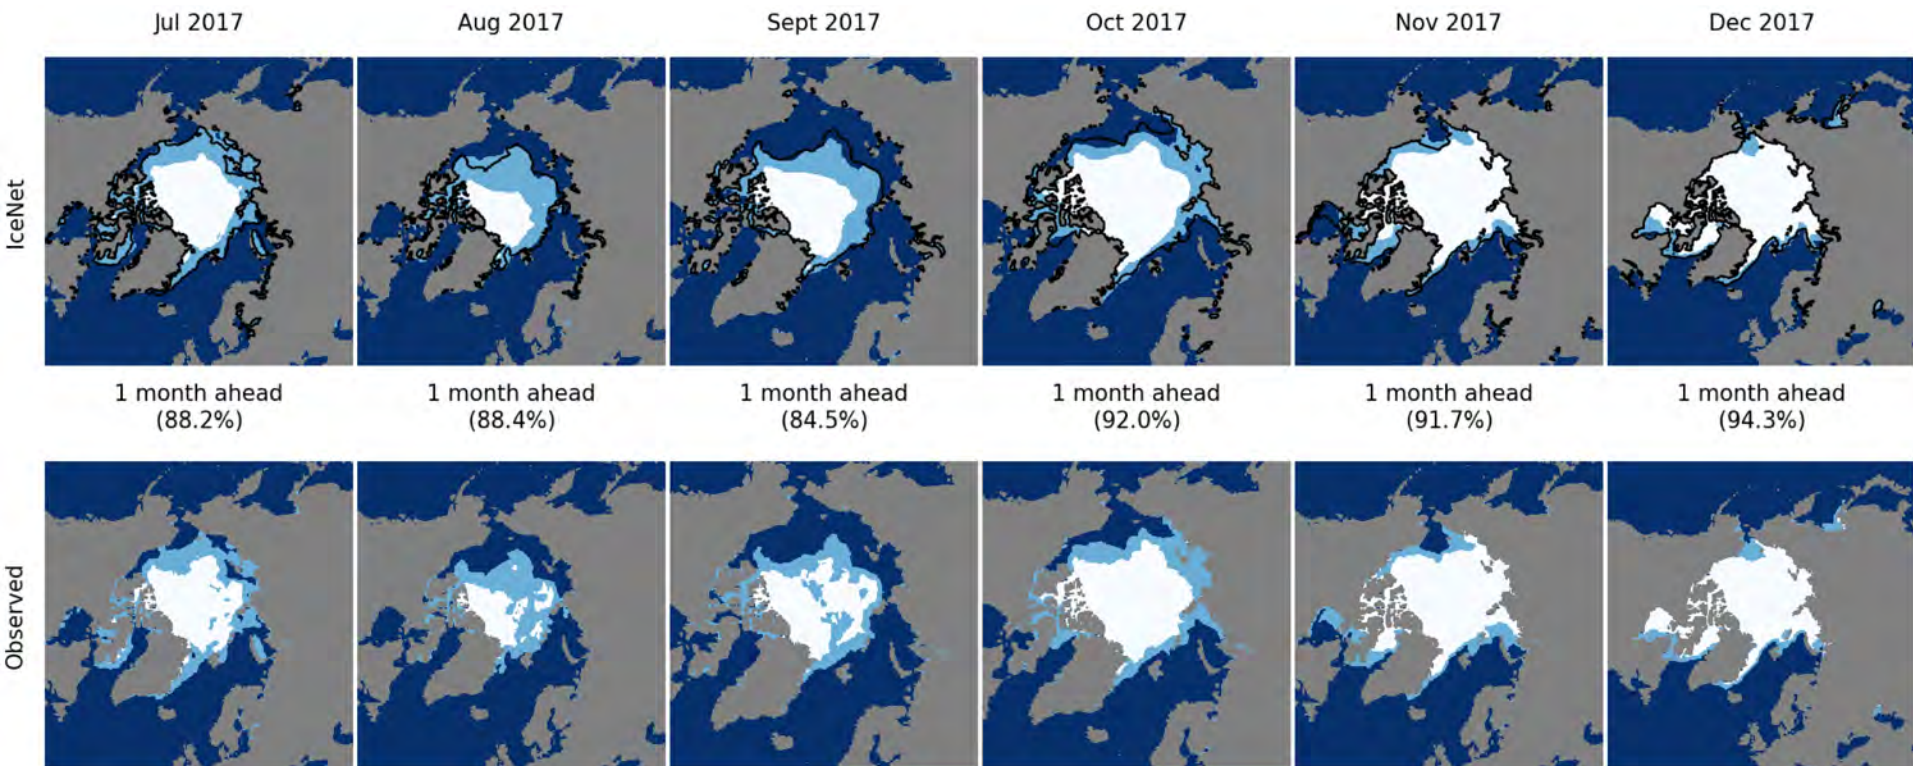 Jul 2017
Aug 2017
Sept 2017
Oct 2017
Nov 2017
Dec 2017
IceNet
1 month ahead
(88.2%)
1 month ahead
(88.4%)
1 month ahead
(84.5%)
1 month ahead
(92.0%)
1 month ahead
(91.7%)
1 month ahead
(94.3%)
Observed